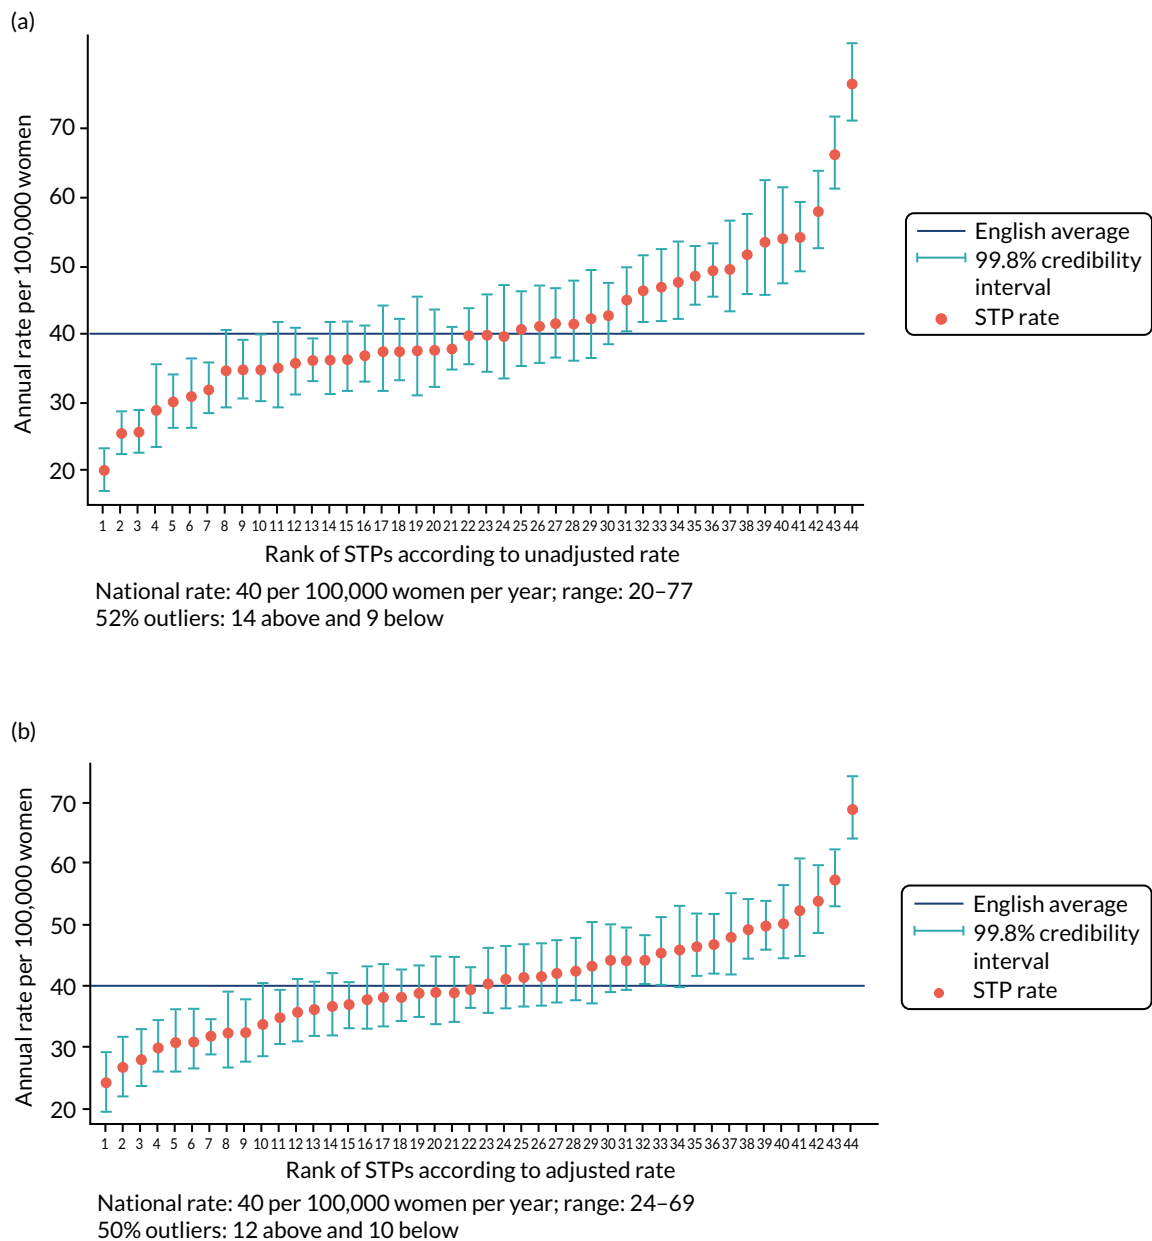 (a)
Annual rate per 100,000 women
70
60
50
40
30
20
1 2 3 4 5 6 7 8 9 10 11 12 13 14 15 16 17 18 19 20 21 22 23 24 25 26 27 28 29 30 31 32 33 34 35 36 37 38 39 40 41 42 43 44
Rank of STPs according to unadjusted rate
National rate: 40 per 100,000 women per year; range: 20–77
52% outliers: 14 above and 9 below
English average
99.8% credibility
interval
STP rate
(b)
Annual rate per 100,000 women
70
60
50
40
30
20
1 2 3 4 5 6 7 8 9 10 11 12 13 14 15 16 17 18 19 20 21 22 23 24 25 26 27 28 29 30 31 32 33 34 35 36 37 38 39 40 41 42 43 44
Rank of STPs according to adjusted rate
National rate: 40 per 100,000 women per year; range: 24–69
50% outliers: 12 above and 10 below
English average
99.8% credibility
interval
STP rate